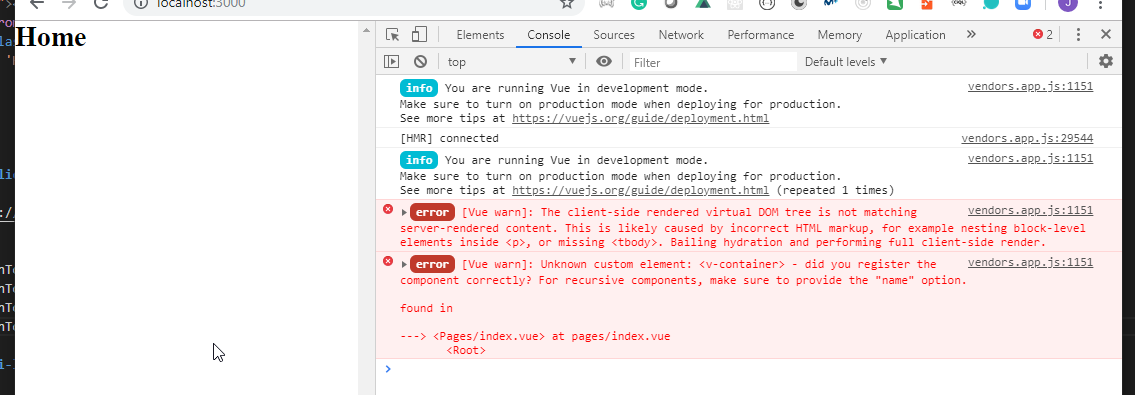 localhost:3000
J
Home
Elements Console Sources Network Performance Memory Application » 2
top Filter Default levels
info You are running Vue in development mode. vendors.app.js:1151
Make sure to turn on production mode when deploying for production.
See more tips at https://vuejs.org/guide/deployment.html
[HMR] connected vendors.app.js:29544
info You are running Vue in development mode. vendors.app.js:1151
Make sure to turn on production mode when deploying for production.
See more tips at https://vuejs.org/guide/deployment.html (repeated 1 times)
error [Vue warn]: The client-side rendered virtual DOM tree is not matching vendors.app.js:1151
server-rendered content. This is likely caused by incorrect HTML markup, for example nesting block-level
elements inside <p>, or missing <tbody>. Bailing hydration and performing full client-side render.
error [Vue warn]: Unknown custom element: <v-container> - did you register the vendors.app.js:1151
component correctly? For recursive components, make sure to provide the "name" option.
found in
---> <Pages/index.vue> at pages/index.vue
<Root>